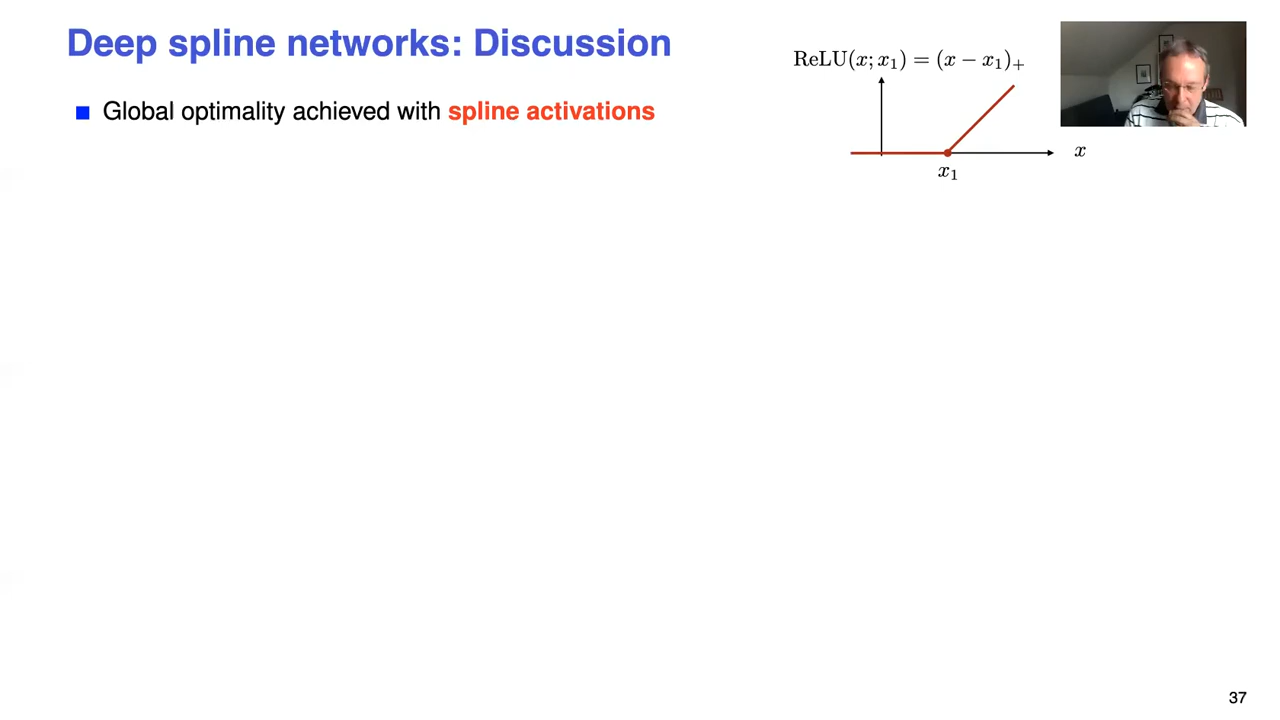 Deep spline networks: Discussion
■ Global optimality achieved with spline activations
ReLU(x; x₁) = (x − x₁)₊
x
x₁
37